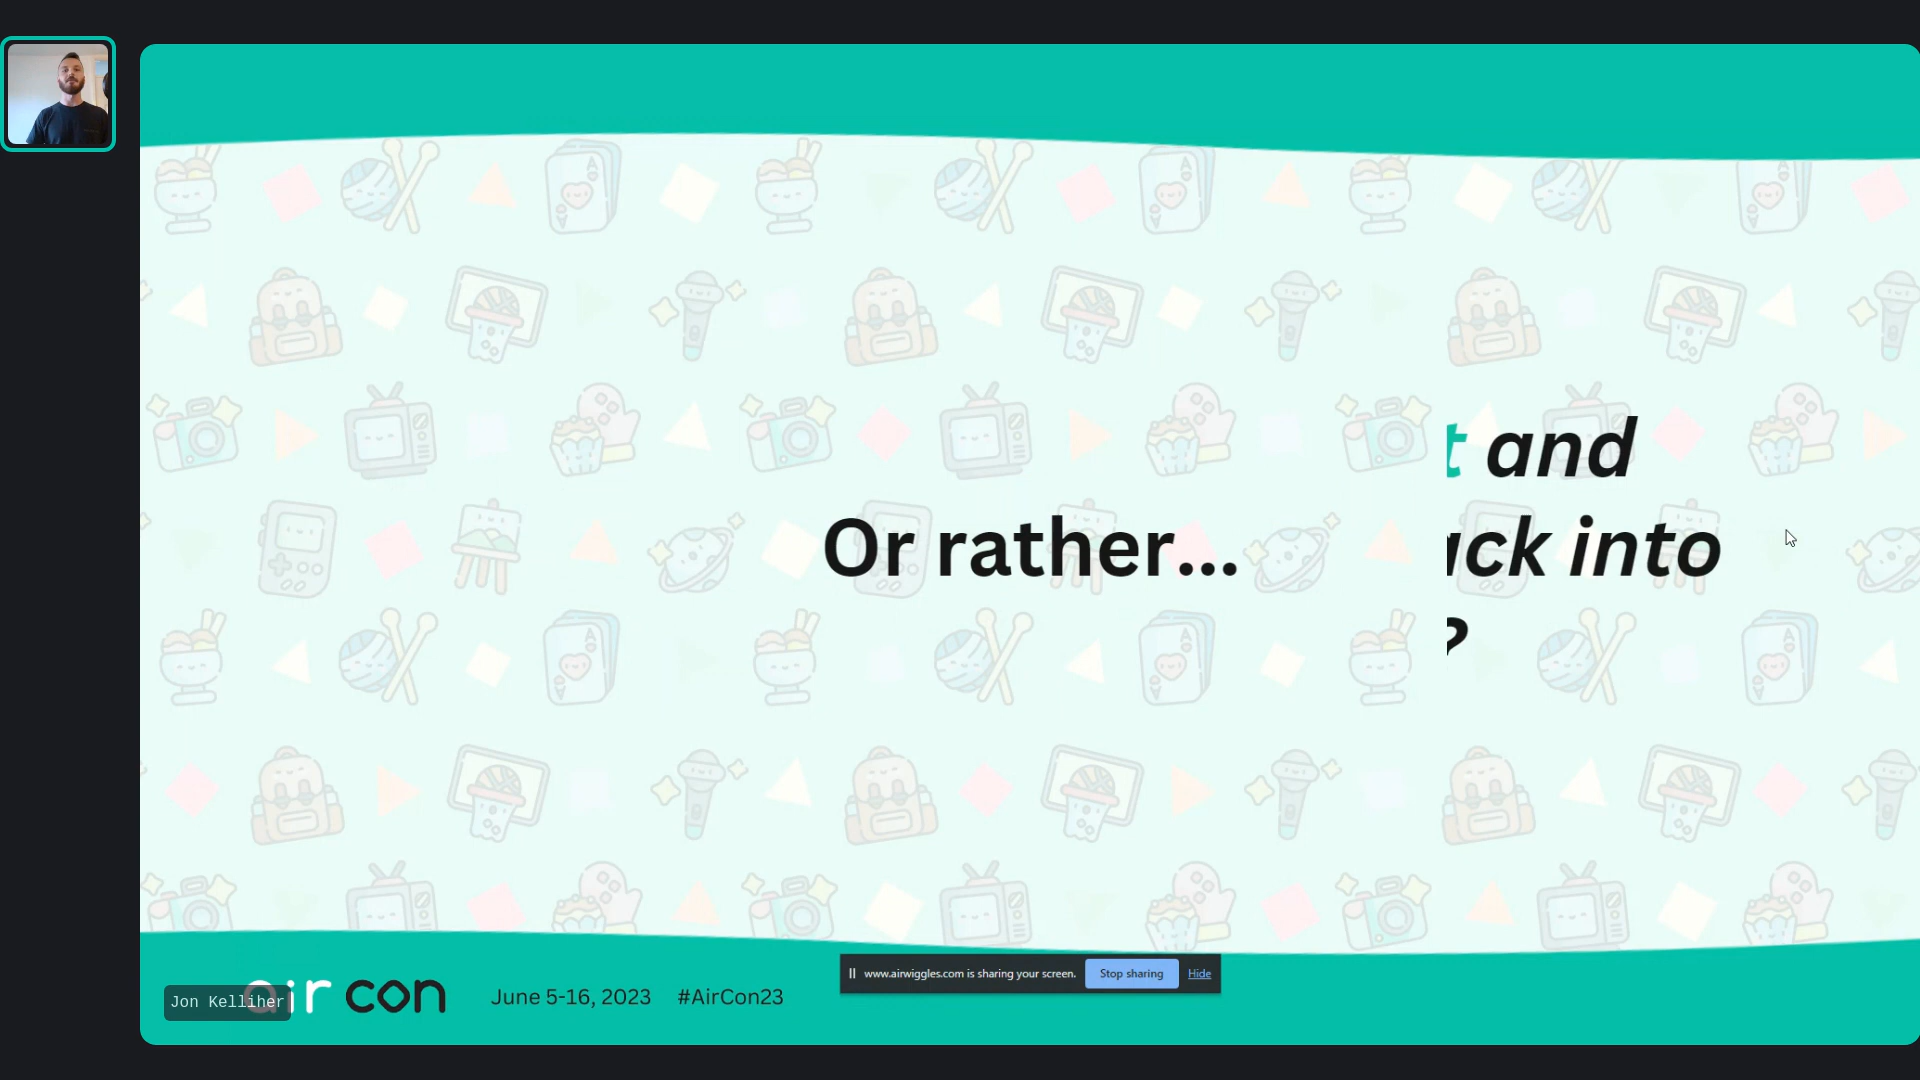 t and
Or rather...
ck into
?
www.airwiggles.com is sharing your screen. Stop sharing Hide
Jon Kelliher
air con June 5-16, 2023 #AirCon23